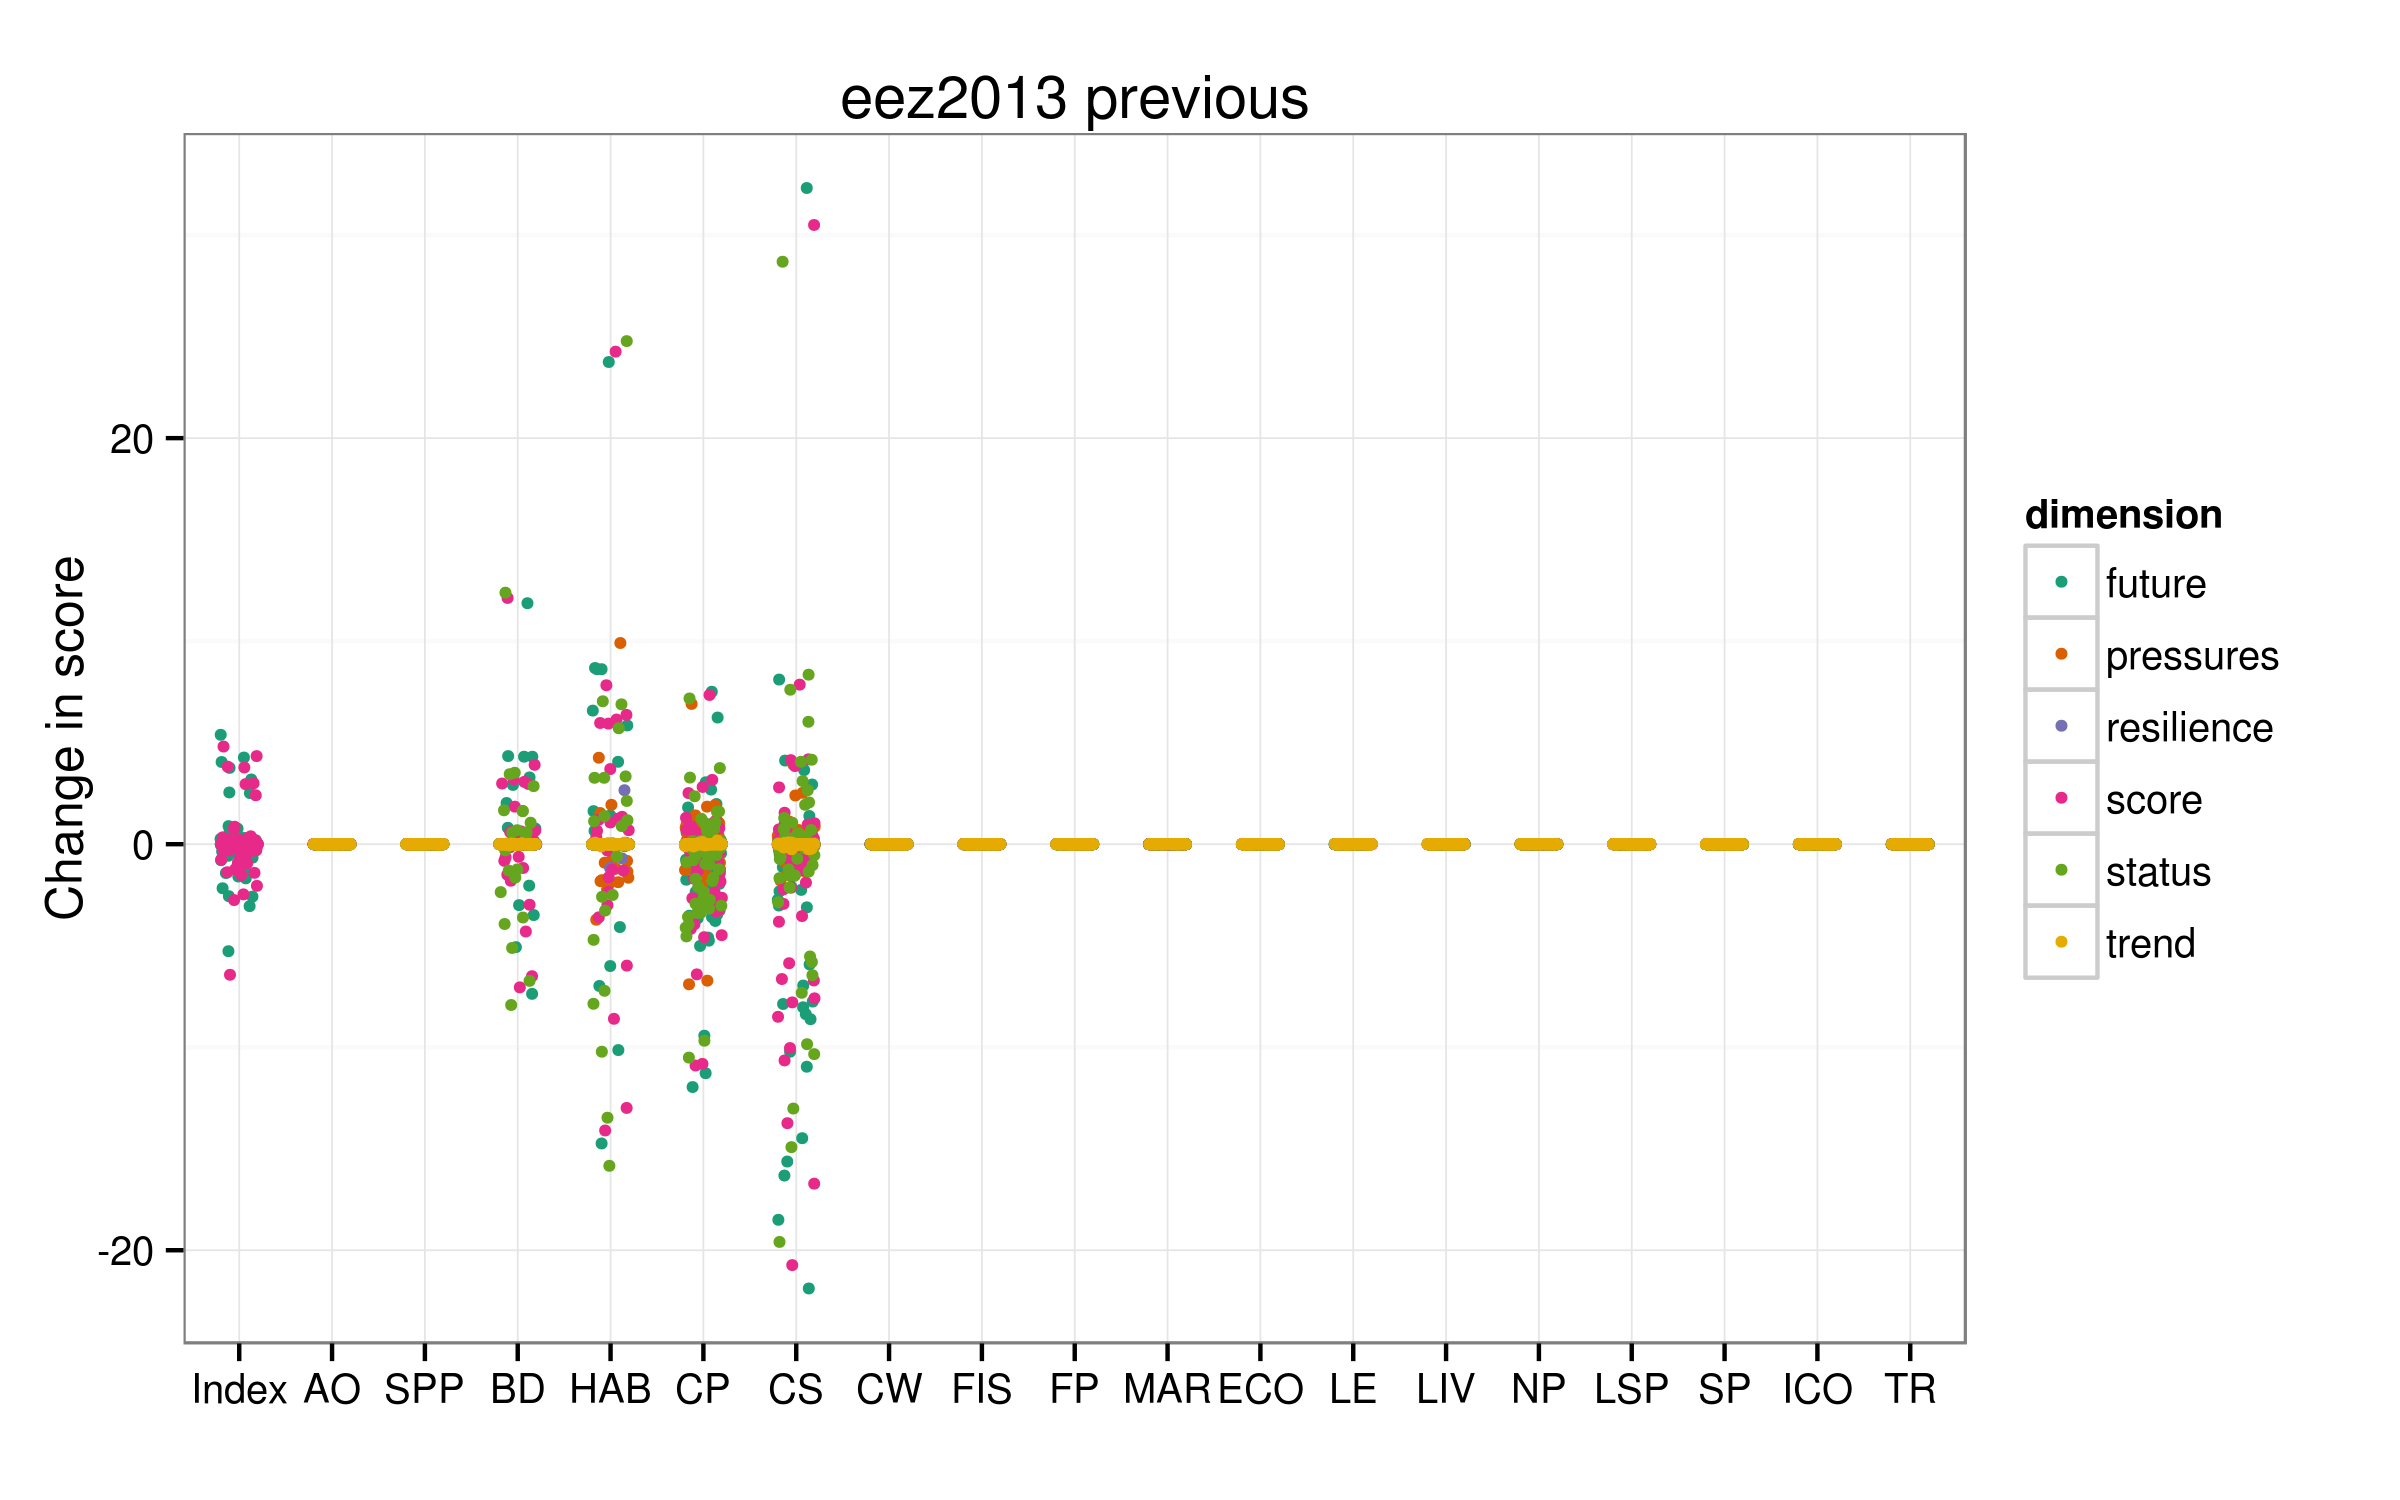 eez2013 previous
Change in score
20
0
-20
Index AO SPP BD HAB CP CS CW FIS FP MAR ECO LE LIV NP LSP SP ICO TR
dimension
future
pressures
resilience
score
status
trend